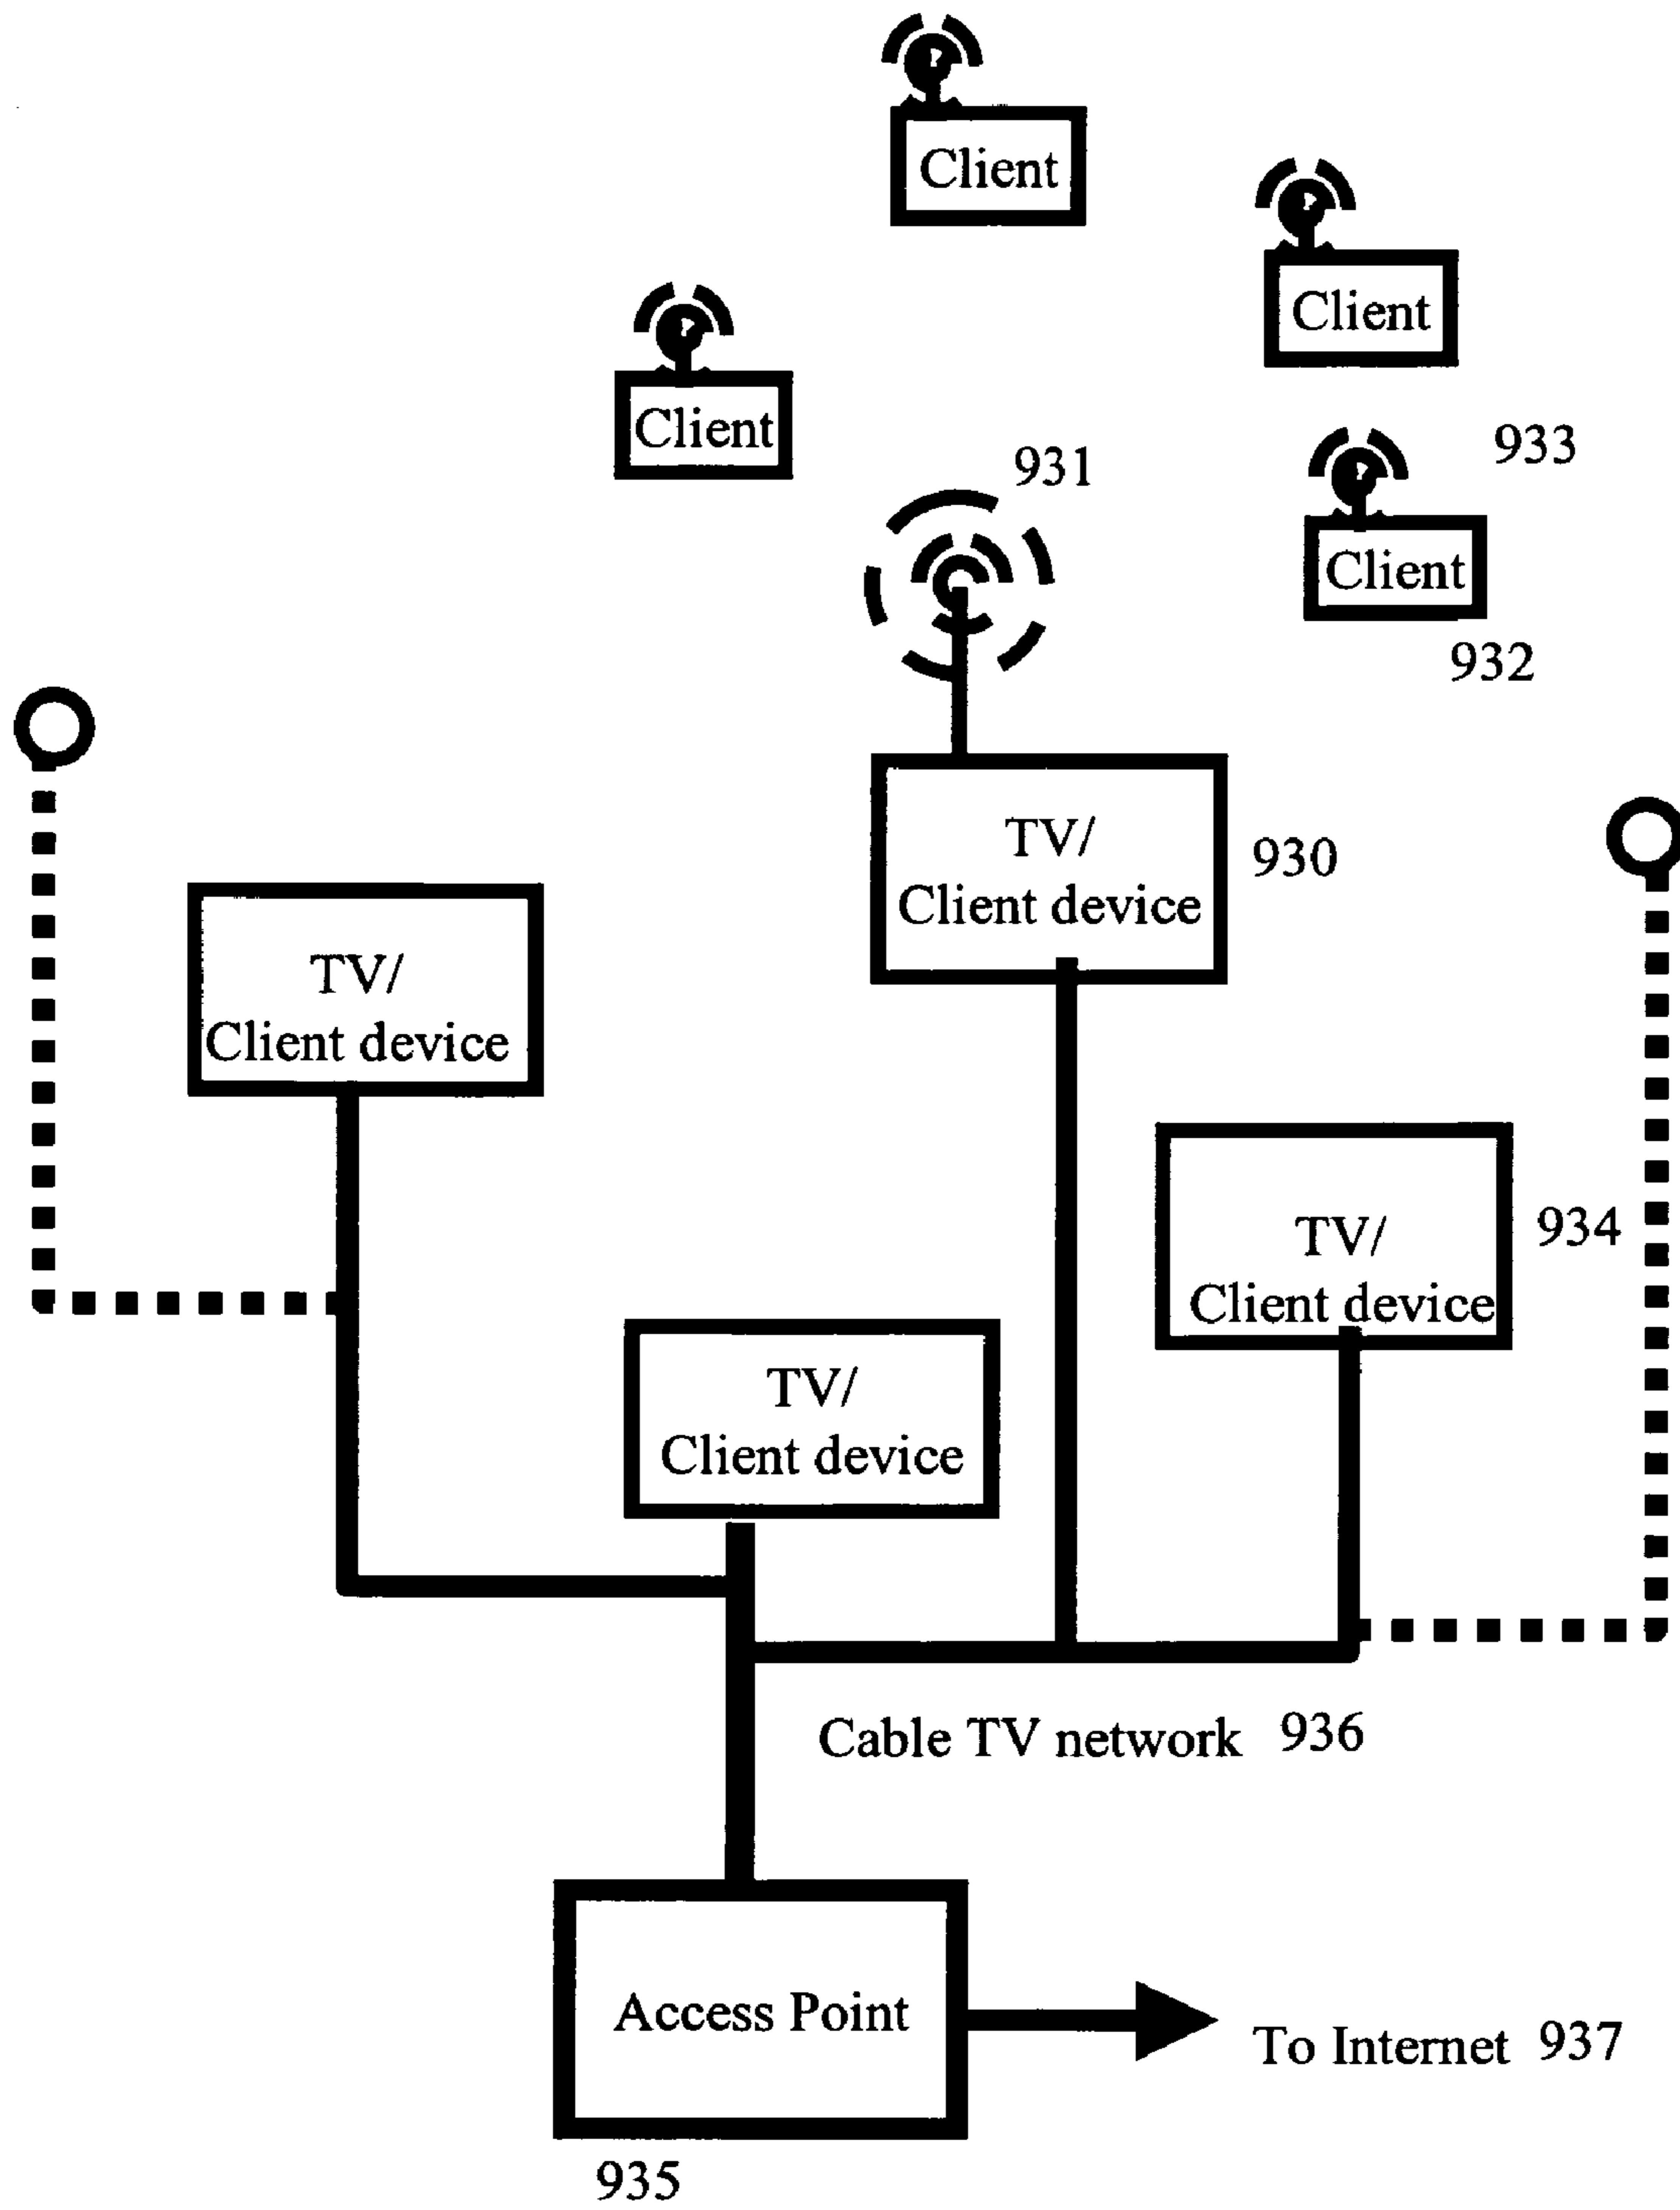 Client
Client
Client
931
933
Client
932
TV/
Client device
930
TV/
Client device
TV/
Client device
934
TV/
Client device
Cable TV network 936
Access Point
To Internet 937
935